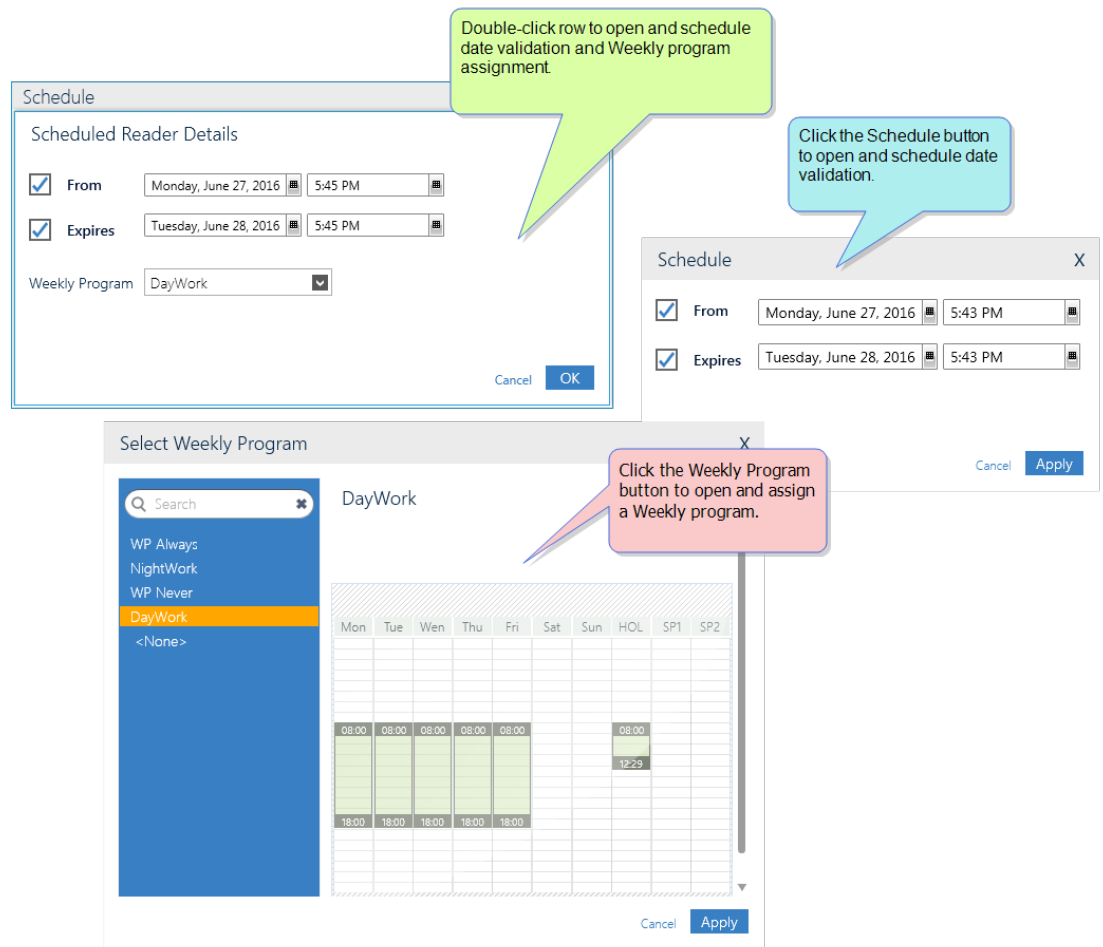 Double-click row to open and schedule
date validation and Weekly program
assignment.
Schedule
Scheduled Reader Details
From Monday, June 27, 2016 5:45 PM
Expires Tuesday, June 28, 2016 5:45 PM
Weekly Program DayWork
Cancel OK
Click the Schedule button
to open and schedule date
validation.
Schedule X
From Monday, June 27, 2016 5:43 PM
Expires Tuesday, June 28, 2016 5:43 PM
Cancel Apply
Select Weekly Program X
Click the Weekly Program
button to open and assign
a Weekly program.
Search
WP Always
NightWork
WP Never
DayWork
<None>
DayWork
Mon Tue Wen Thu Fri Sat Sun HOL SP1 SP2
08:00 08:00 08:00 08:00 08:00 08:00
12:29
18:00 18:00 18:00 18:00 18:00
Cancel Apply